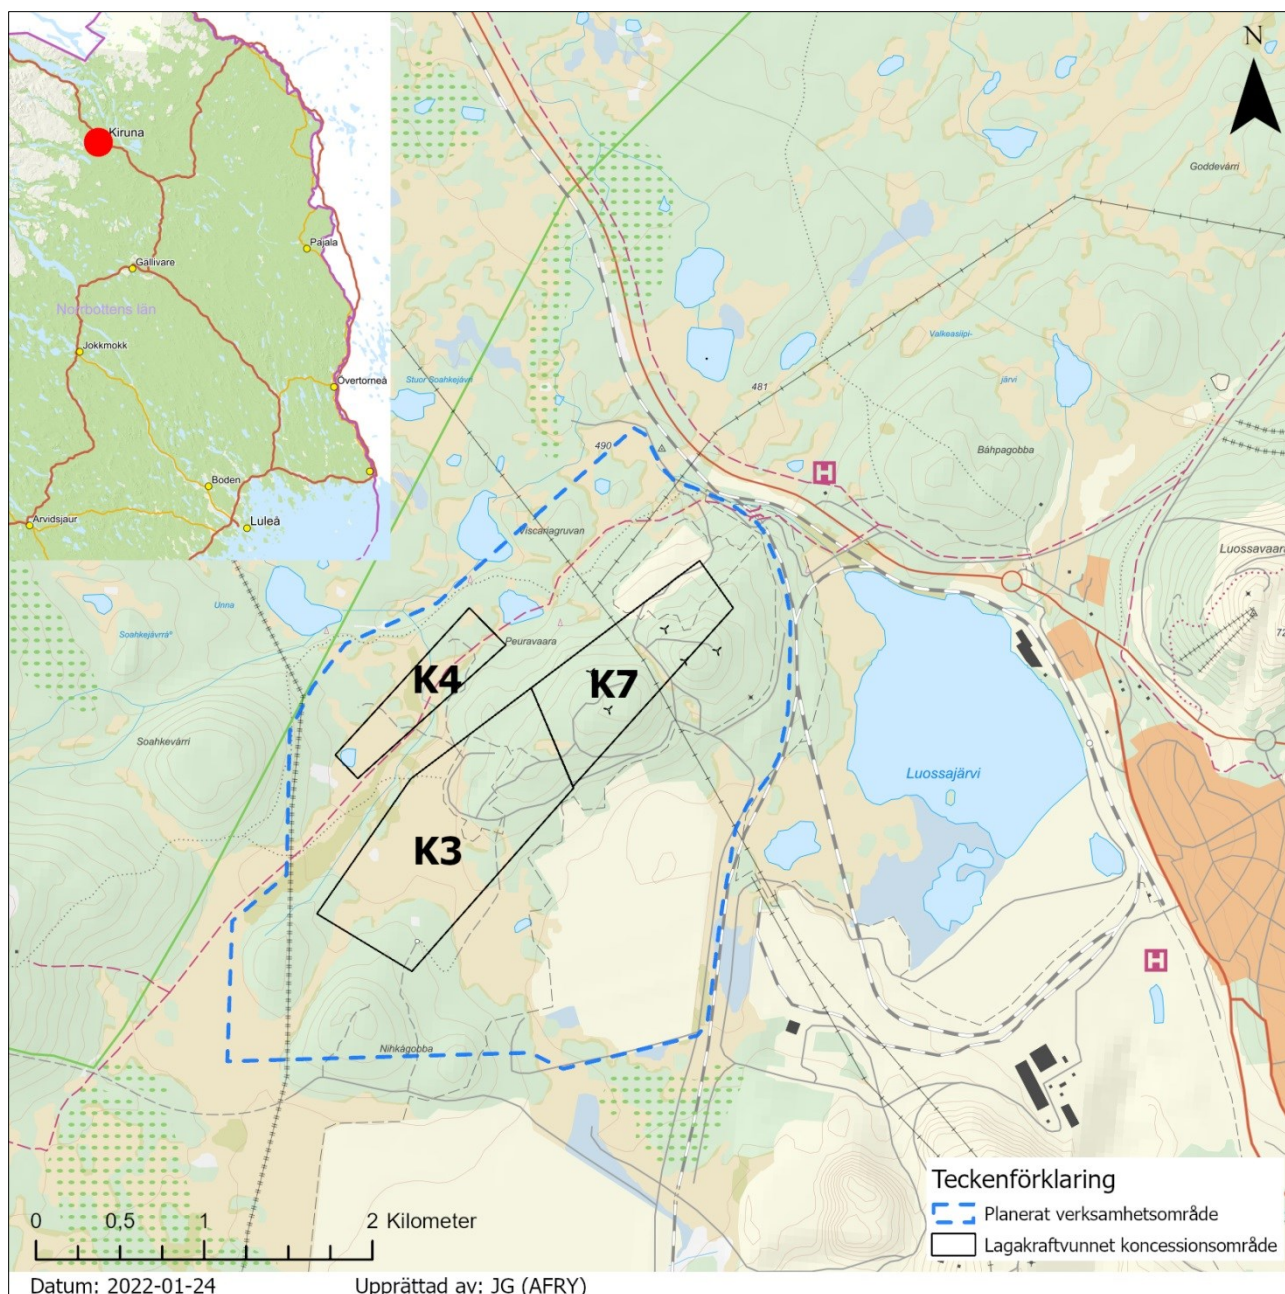 Kiruna
Pajala
Gällivare
Norrbottens län
Jokkmokk
Övertorneå
Boden
Luleå
Arvidsjaur
N
Goddevárri
Valkeasiipi-
järvi
Stuor Soahkejávri
481
490
H
Báhpagobba
Viscariagruvan
Luossavaara
Unna
Soahkejávrrá
Peuravaara
K4
K7
Soahkevárri
Luossajärvi
K3
H
Nihkágobba
Teckenförklaring
Planerat verksamhetsområde
Lagakraftvunnet koncessionsområde
0 0,5 1 2 Kilometer
Datum: 2022-01-24 Upprättad av: JG (AFRY)